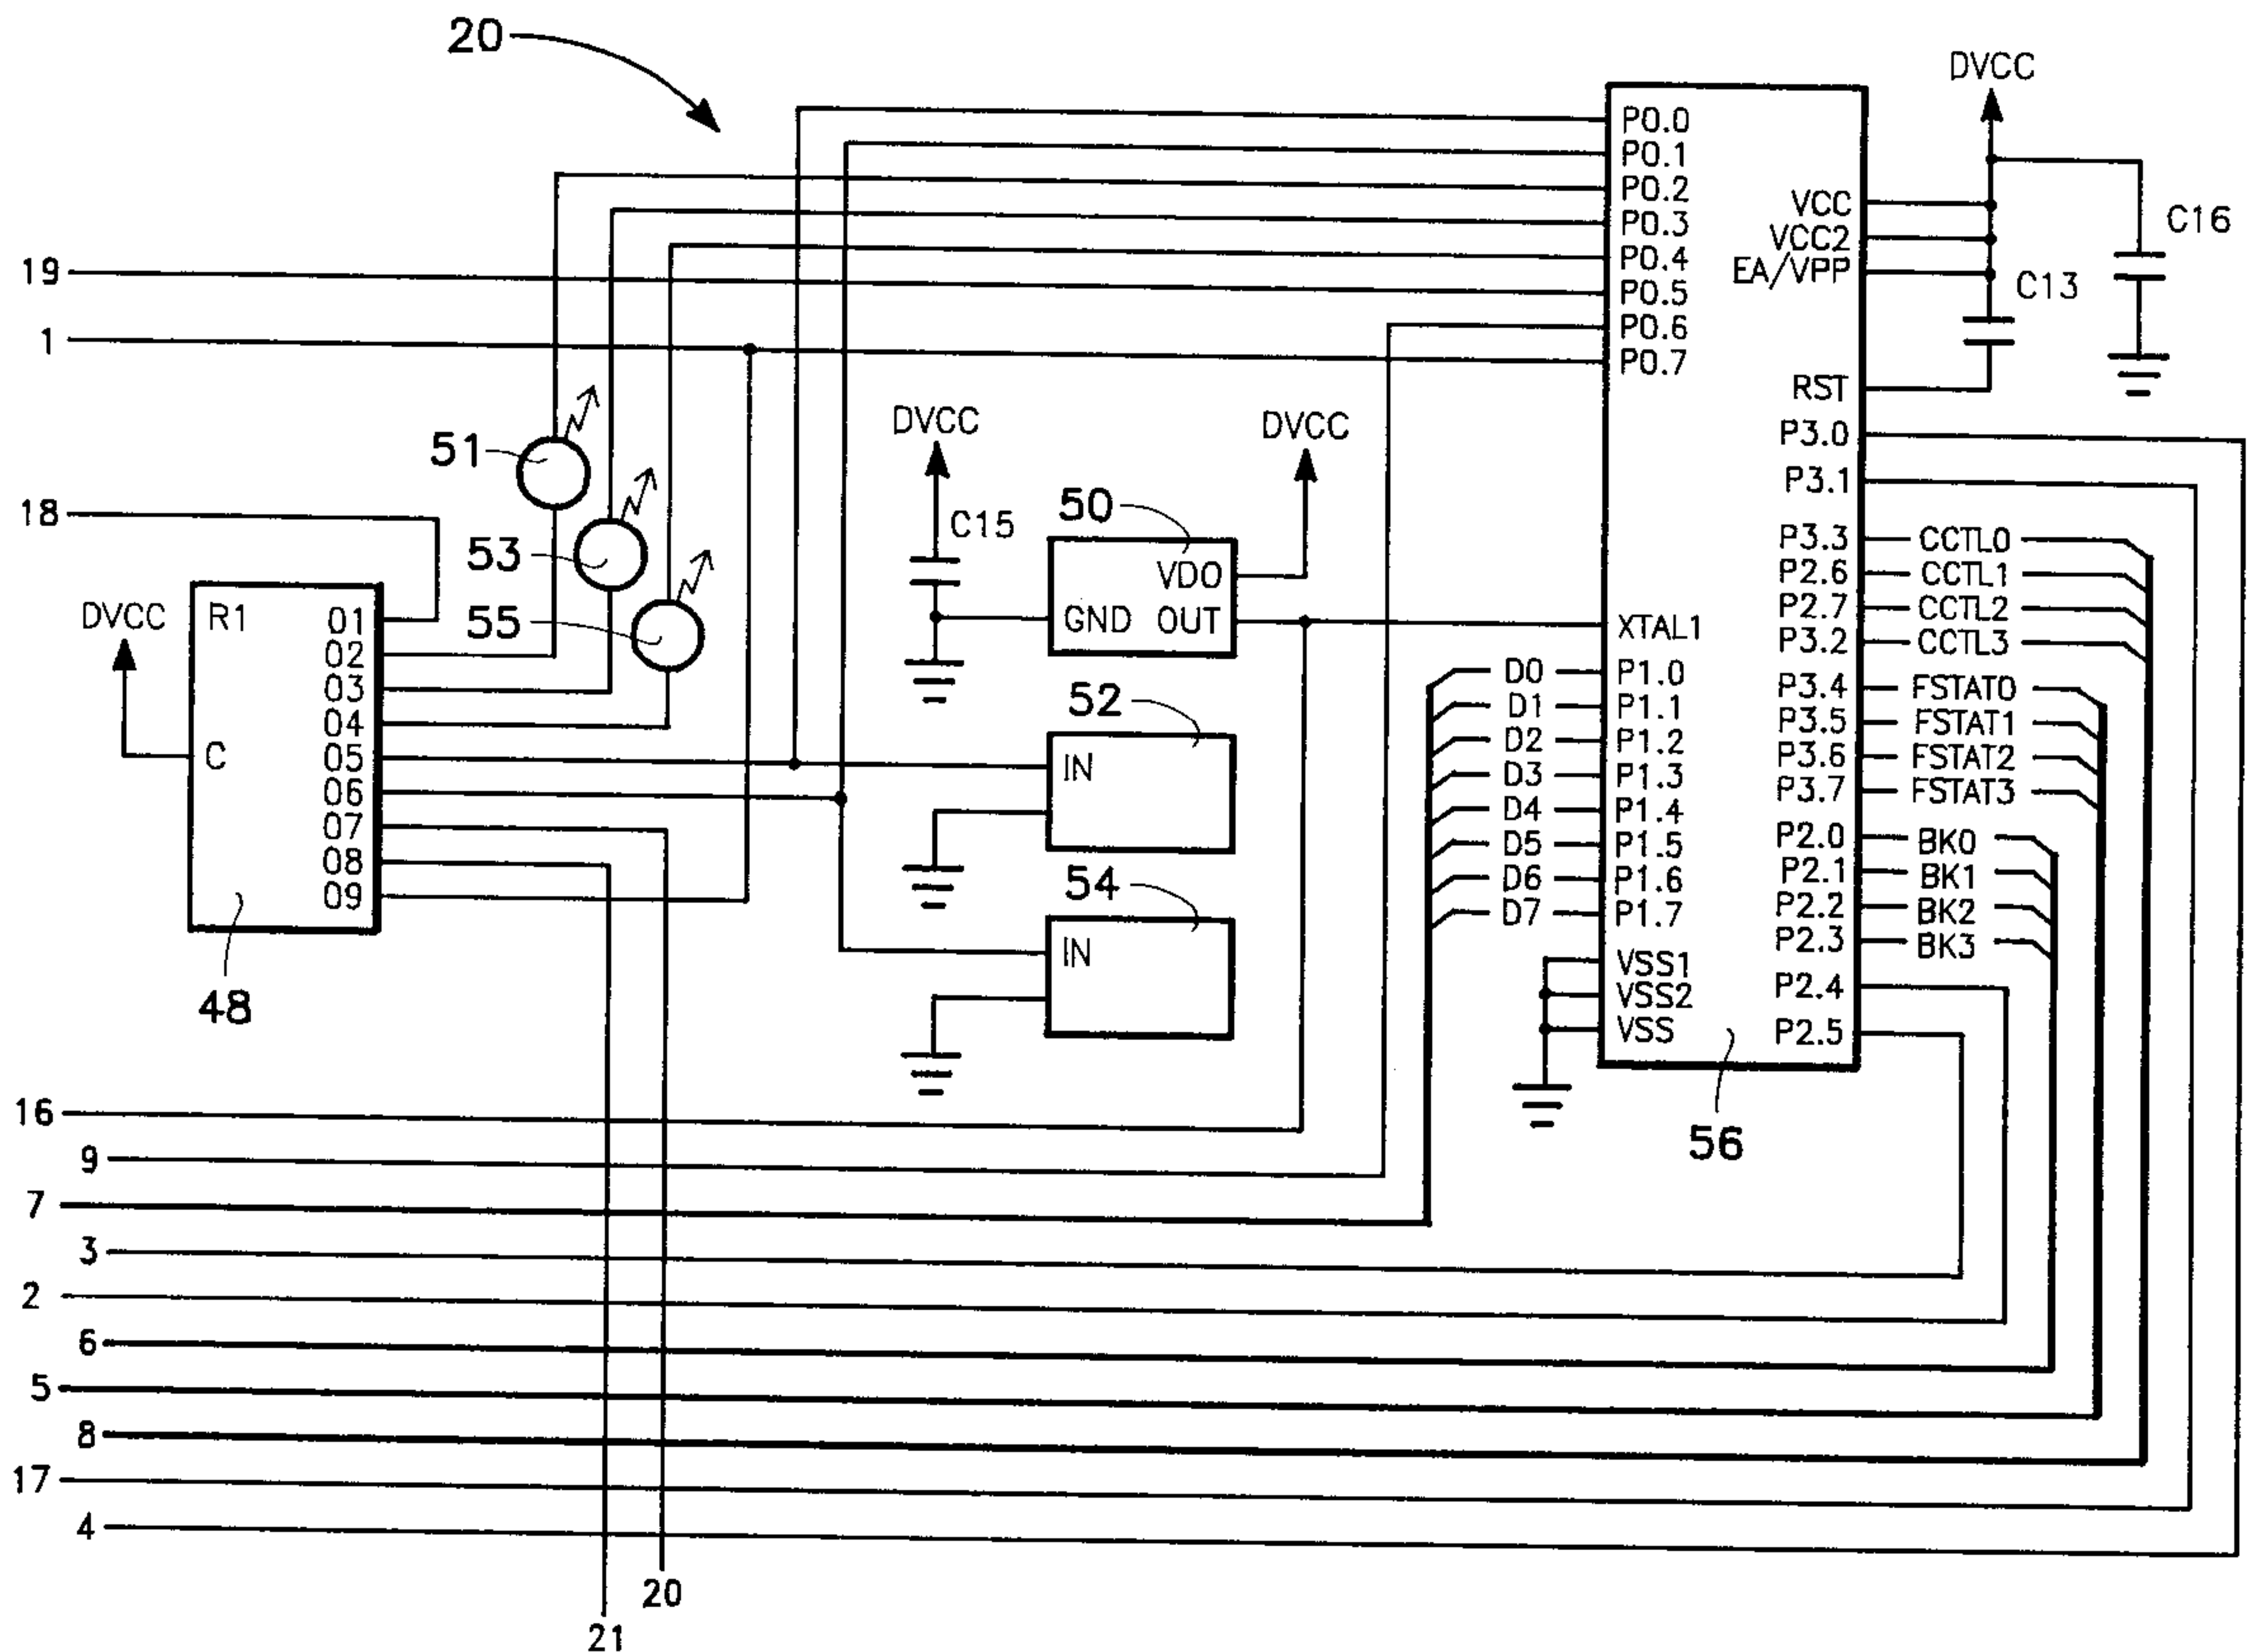 20
DVCC
P0.0
P0.1
P0.2
P0.3
P0.4
P0.5
P0.6
P0.7
VCC
VCC2
EA/VPP
C16
C13
RST
P3.0
P3.1
19
1
51
53
55
18
DVCC
C15
DVCC
50
VDO
GND OUT
XTAL1
DVCC
R1
C
01
02
03
04
05
06
07
08
09
48
52
IN
54
IN
D0 P1.0
D1 P1.1
D2 P1.2
D3 P1.3
D4 P1.4
D5 P1.5
D6 P1.6
D7 P1.7
VSS1
VSS2
VSS
P3.3 CCTL0
P2.6 CCTL1
P2.7 CCTL2
P3.2 CCTL3
P3.4 FSTAT0
P3.5 FSTAT1
P3.6 FSTAT2
P3.7 FSTAT3
P2.0 BK0
P2.1 BK1
P2.2 BK2
P2.3 BK3
P2.4
P2.5
56
16
9
7
3
2
6
5
8
17
4
20
21